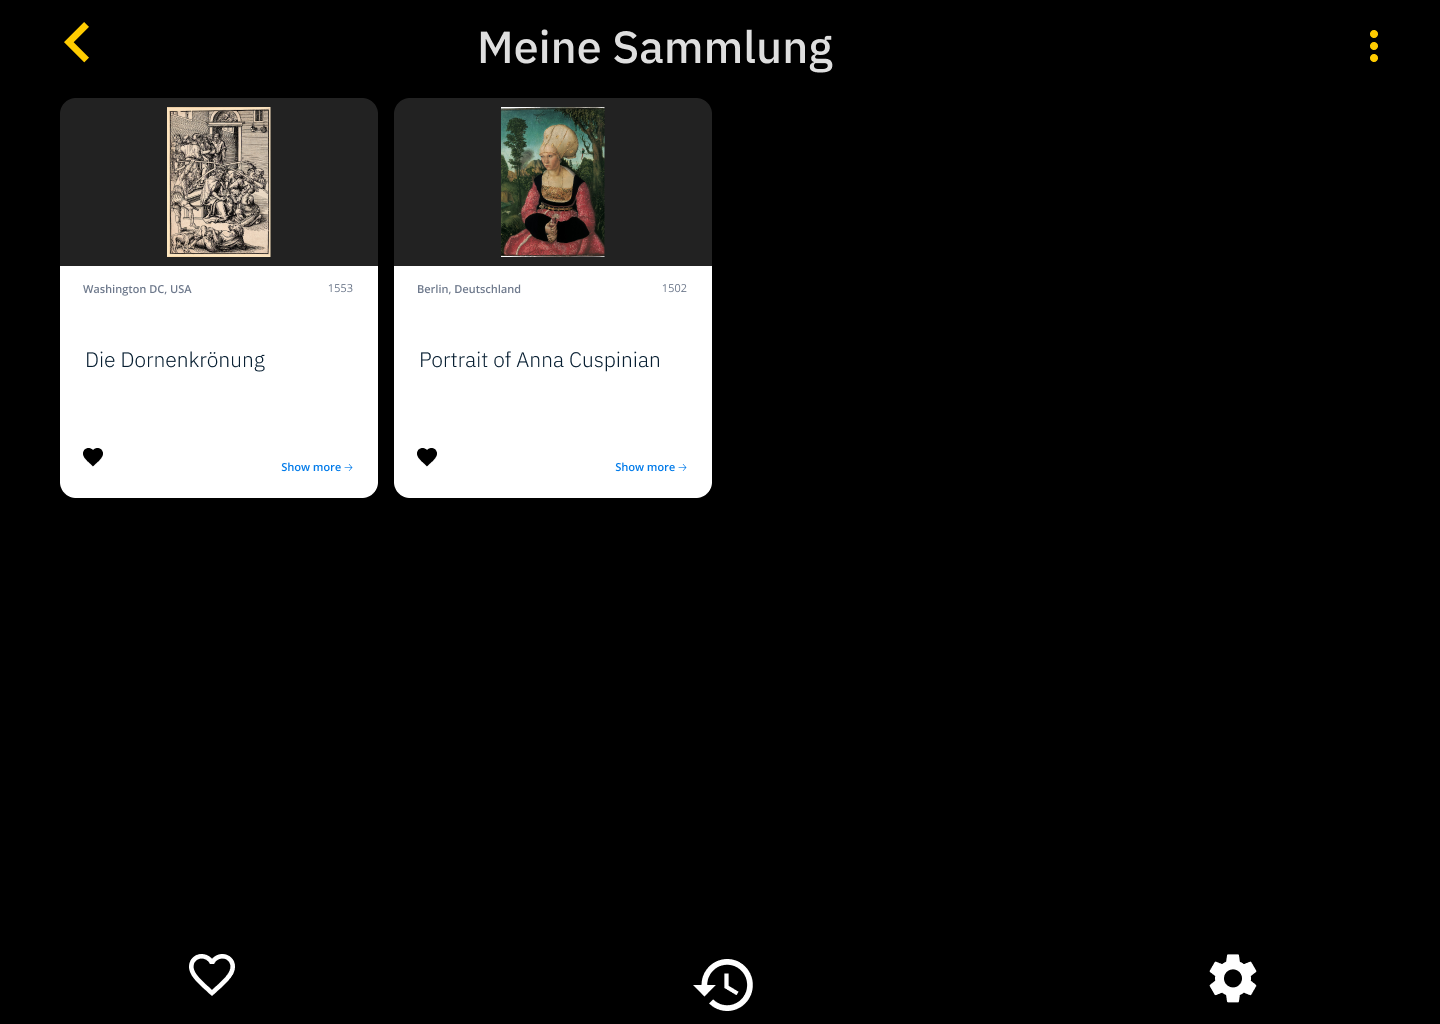 Meine Sammlung
Washington DC, USA 1553
Die Dornenkrönung
Show more →
Berlin, Deutschland 1502
Portrait of Anna Cuspinian
Show more →